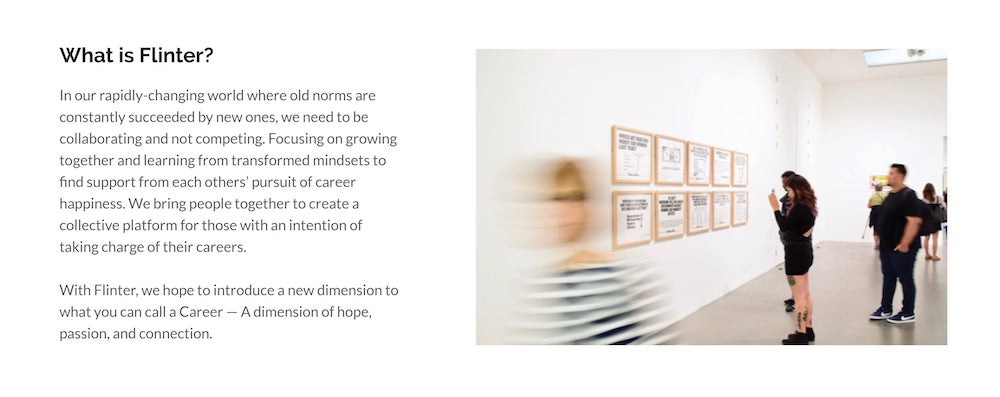 What is Flinter?
In our rapidly-changing world where old norms are
constantly succeeded by new ones, we need to be
collaborating and not competing. Focusing on growing
together and learning from transformed mindsets to
find support from each others’ pursuit of career
happiness. We bring people together to create a
collective platform for those with an intention of
taking charge of their careers.
With Flinter, we hope to introduce a new dimension to
what you can call a Career — A dimension of hope,
passion, and connection.